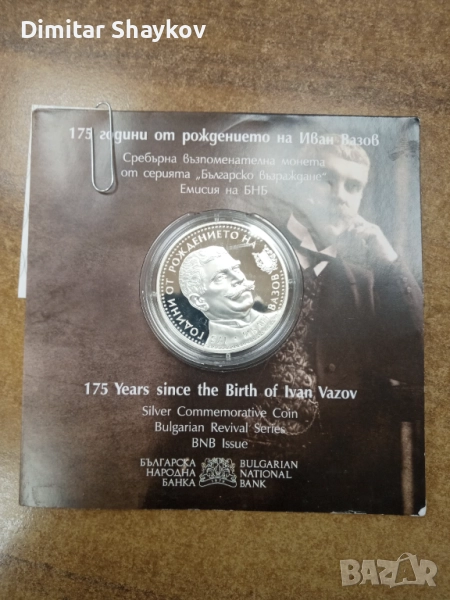 Dimitar Shaykov
175 години от рождението на Иван Вазов
Сребърна възпоменателна монета
от серията „Българско възраждане“
Емисия на БНБ
ГОДИНИ ОТ РОЖДЕНИЕТО НА
ВАЗОВ
175 Years since the Birth of Ivan Vazov
Silver Commemorative Coin
Bulgarian Revival Series
BNB Issue
БЪЛГАРСКА
НАРОДНА
БАНКА
BULGARIAN
NATIONAL
BANK
BAZAR